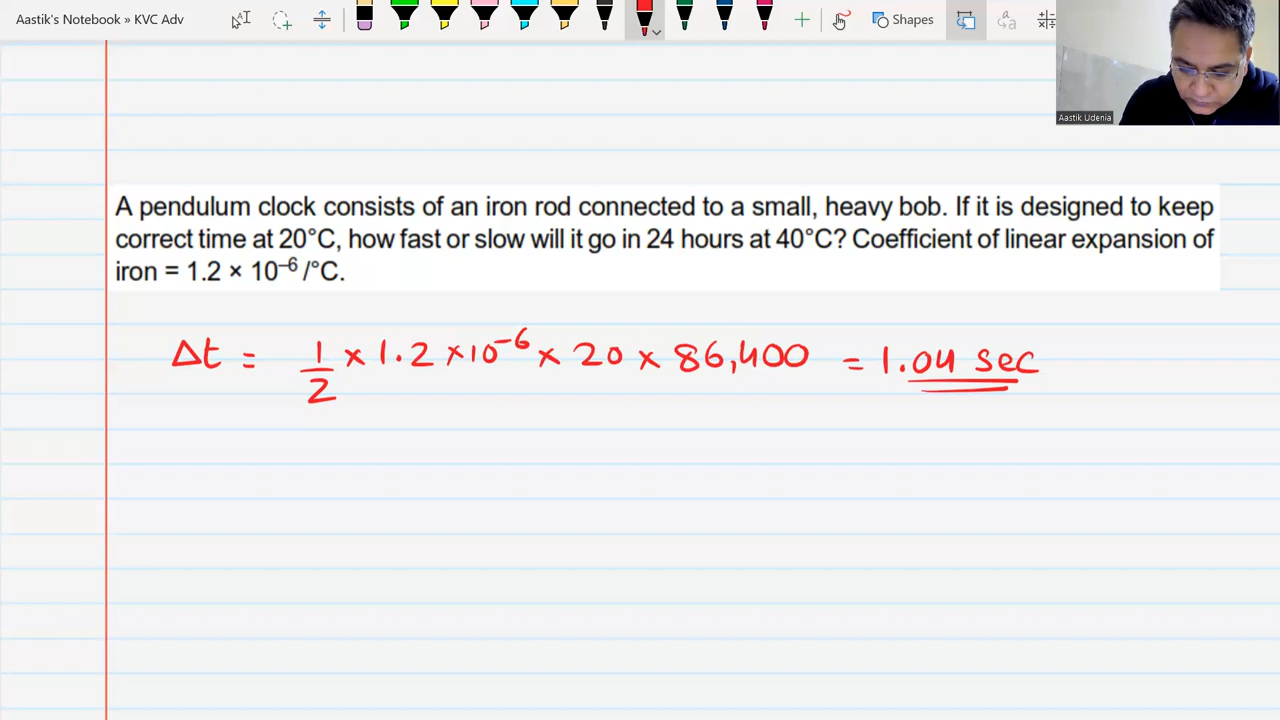 Aastik's Notebook » KVC Adv
Shapes
Aastik Udenia
A pendulum clock consists of an iron rod connected to a small, heavy bob. If it is designed to keep
correct time at 20°C, how fast or slow will it go in 24 hours at 40°C? Coefficient of linear expansion of
iron = 1.2 × 10⁻⁶ /°C.
Δt = 1/2 × 1.2 × 10⁻⁶ × 20 × 86,400 = 1.04 sec